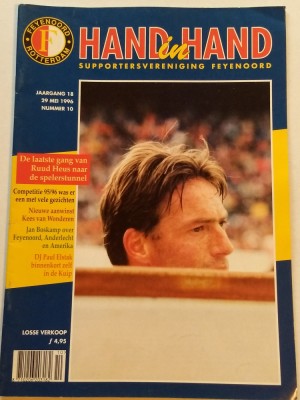 FEYENOORD
ROTTERDAM
F
HAND in HAND
SUPPORTERSVERENIGING FEYENOORD
JAARGANG 18
29 MEI 1996
NUMMER 10
De laatste gang van
Ruud Heus naar
de spelerstunnel
Competitie 95/96 was er
een met vele gezichten
Nieuwe aanwinst
Kees van Wonderen
Jan Boskamp over
Feyenoord, Anderlecht
en Amerika
DJ Paul Elstak
binnenkort zelf
in de Kuip
LOSSE VERKOOP
ƒ 4,95